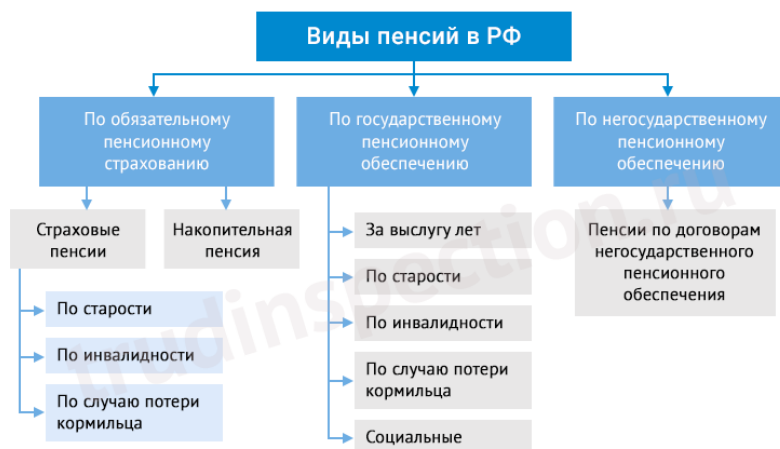 Виды пенсий в РФ
По обязательному
пенсионному
страхованию
По государственному
пенсионному
обеспечению
По негосударственному
пенсионному
обеспечению
Страховые
пенсии
Накопительная
пенсия
По старости
По инвалидности
По случаю потери
кормильца
За выслугу лет
По старости
По инвалидности
По случаю потери
кормильца
Социальные
Пенсии по договорам
негосударственного
пенсионного
обеспечения
trudinspection.ru